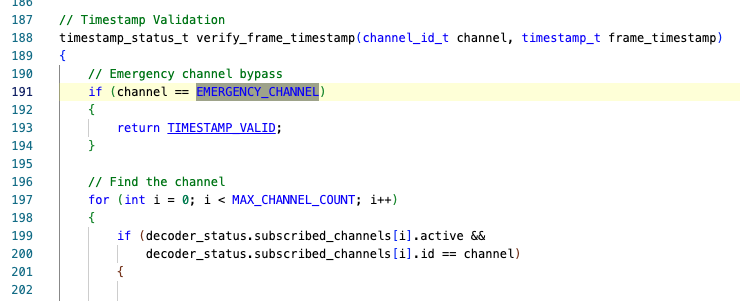 186
187 // Timestamp Validation
188 timestamp_status_t verify_frame_timestamp(channel_id_t channel, timestamp_t frame_timestamp)
189 {
190     // Emergency channel bypass
191     if (channel == EMERGENCY_CHANNEL)
192     {
193         return TIMESTAMP_VALID;
194     }
195
196     // Find the channel
197     for (int i = 0; i < MAX_CHANNEL_COUNT; i++)
198     {
199         if (decoder_status.subscribed_channels[i].active &&
200             decoder_status.subscribed_channels[i].id == channel)
201         {
202